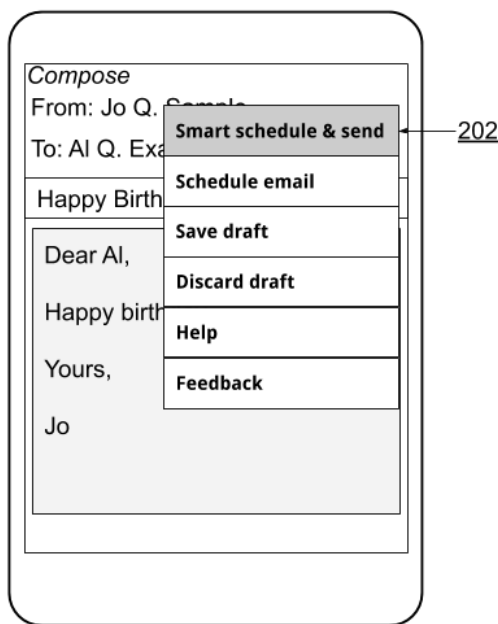 Compose
From: Jo Q. Sample
Smart schedule & send
202
To: Al Q. Exa
Schedule email
Happy Birth
Save draft
Dear Al,
Discard draft
Happy birth
Help
Yours,
Feedback
Jo